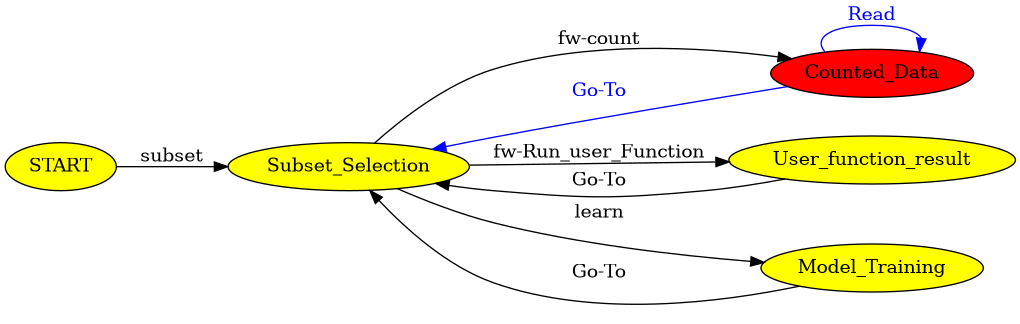 Read
fw-count
Counted_Data
Go-To
START
subset
Subset_Selection
fw-Run_user_Function
User_function_result
Go-To
learn
Model_Training
Go-To